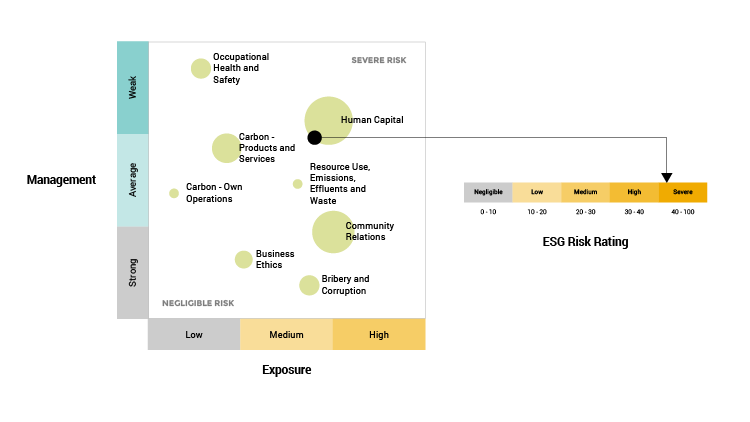 Occupational
Health and
Safety
SEVERE RISK
Weak
Human Capital
Carbon -
Products and
Services
Management
Average
Resource Use,
Emissions,
Effluents and
Waste
Carbon - Own
Operations
Negligible
Low
Medium
High
Severe
0 - 10
10 - 20
20 - 30
30 - 40
40 - 100
ESG Risk Rating
Community
Relations
Strong
Business
Ethics
Bribery and
Corruption
NEGLIGIBLE RISK
Low
Medium
High
Exposure